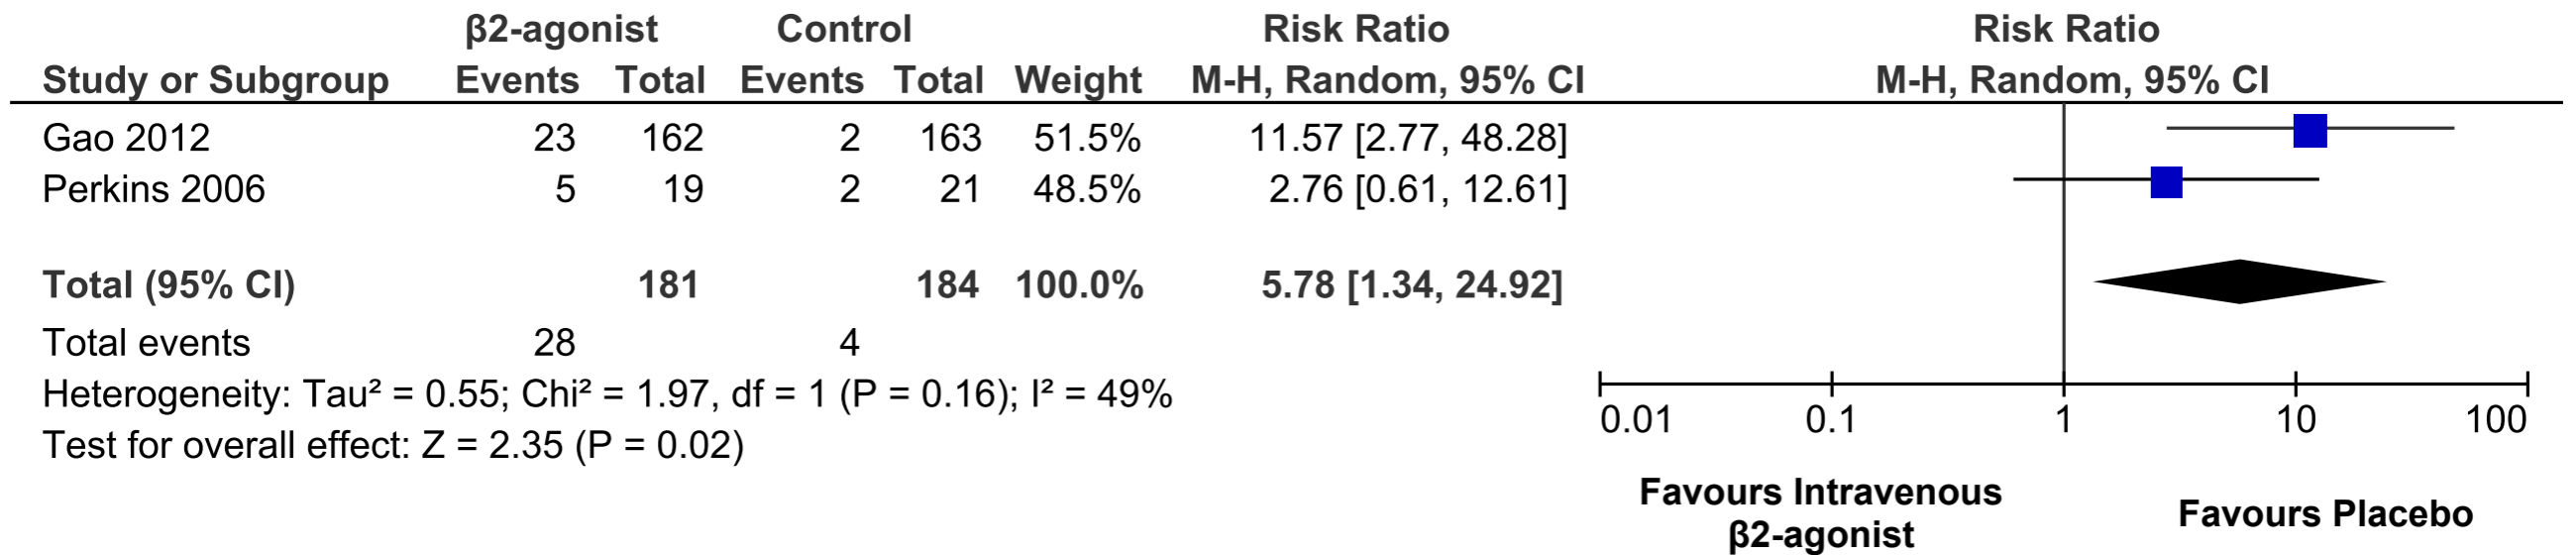 β2-agonist Control Risk Ratio Risk Ratio
Study or Subgroup Events Total Events Total Weight M-H, Random, 95% CI M-H, Random, 95% CI
Gao 2012 23 162 2 163 51.5% 11.57 [2.77, 48.28]
Perkins 2006 5 19 2 21 48.5% 2.76 [0.61, 12.61]
Total (95% CI) 181 184 100.0% 5.78 [1.34, 24.92]
Total events 28 4
Heterogeneity: Tau² = 0.55; Chi² = 1.97, df = 1 (P = 0.16); I² = 49%
Test for overall effect: Z = 2.35 (P = 0.02)
0.01 0.1 1 10 100
Favours Intravenous
β2-agonist
Favours Placebo